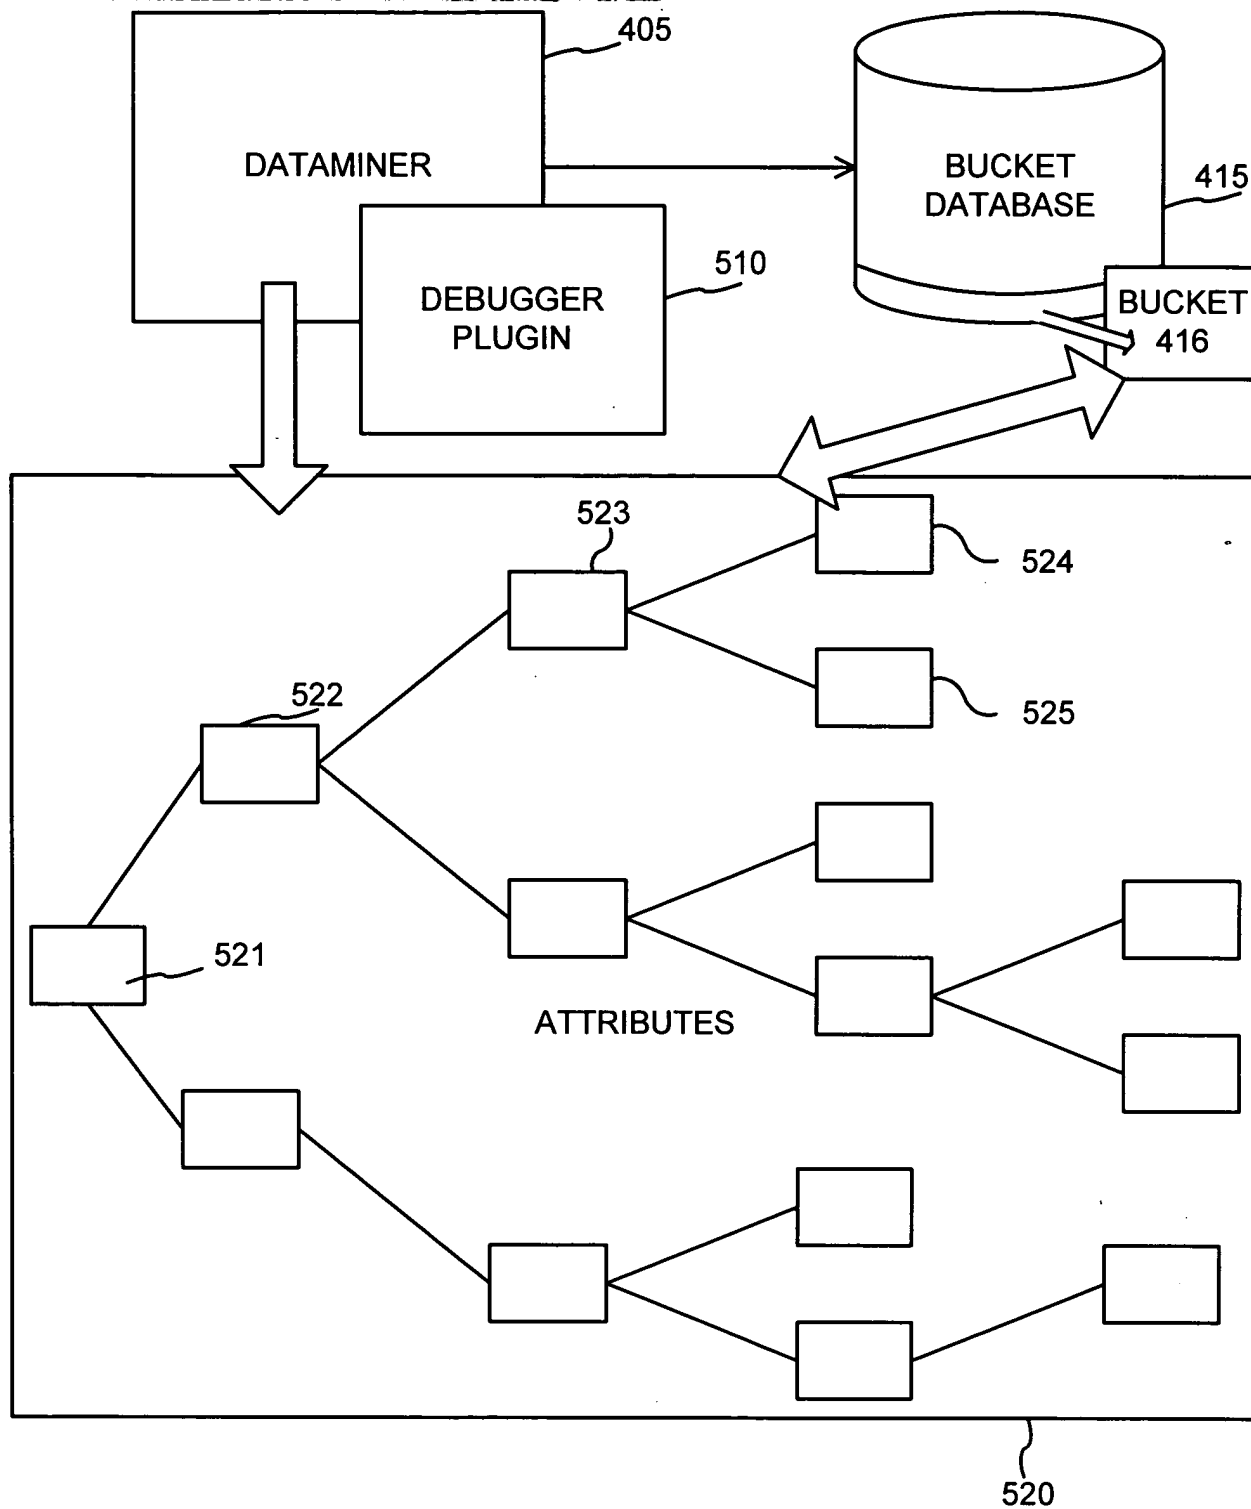 405
DATAMINER
BUCKET
DATABASE
415
510
DEBUGGER
PLUGIN
BUCKET
416
523
524
522
525
521
ATTRIBUTES
520